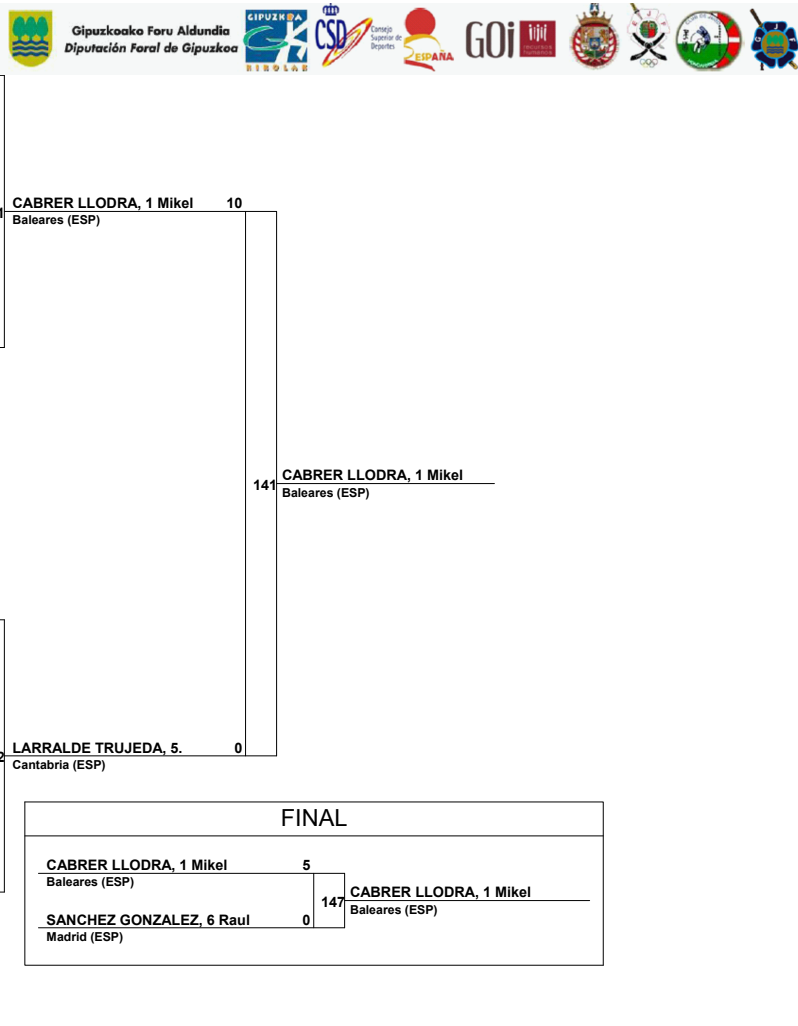 Gipuzkoako Foru Aldundia
Diputación Foral de Gipuzkoa
GIPUZKOA
KIROLAK
CSD
Consejo
Superior de
Deportes
ESPAÑA
GOi
CABRER LLODRA, 1 Mikel 10
Baleares (ESP)
1
141
CABRER LLODRA, 1 Mikel
Baleares (ESP)
2
LARRALDE TRUJEDA, 5. 0
Cantabria (ESP)
FINAL
CABRER LLODRA, 1 Mikel 5
Baleares (ESP)
147
CABRER LLODRA, 1 Mikel
Baleares (ESP)
SANCHEZ GONZALEZ, 6 Raul 0
Madrid (ESP)